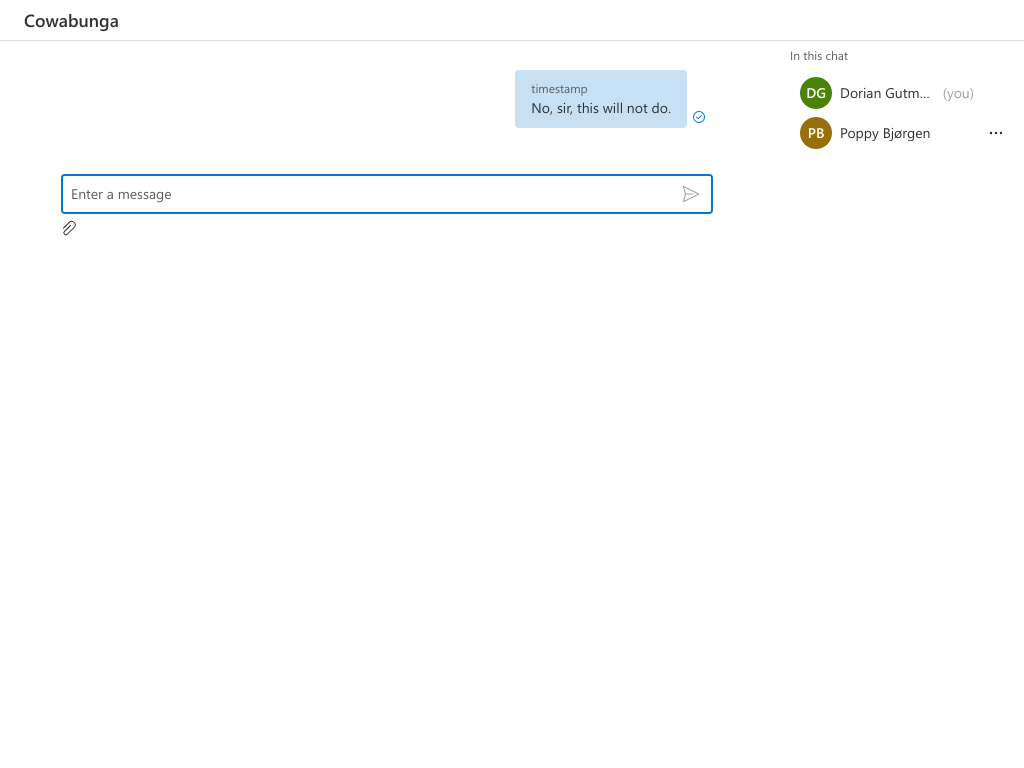 Cowabunga
In this chat
timestamp
No, sir, this will not do.
DG Dorian Gutm... (you)
PB Poppy Bjørgen
Enter a message